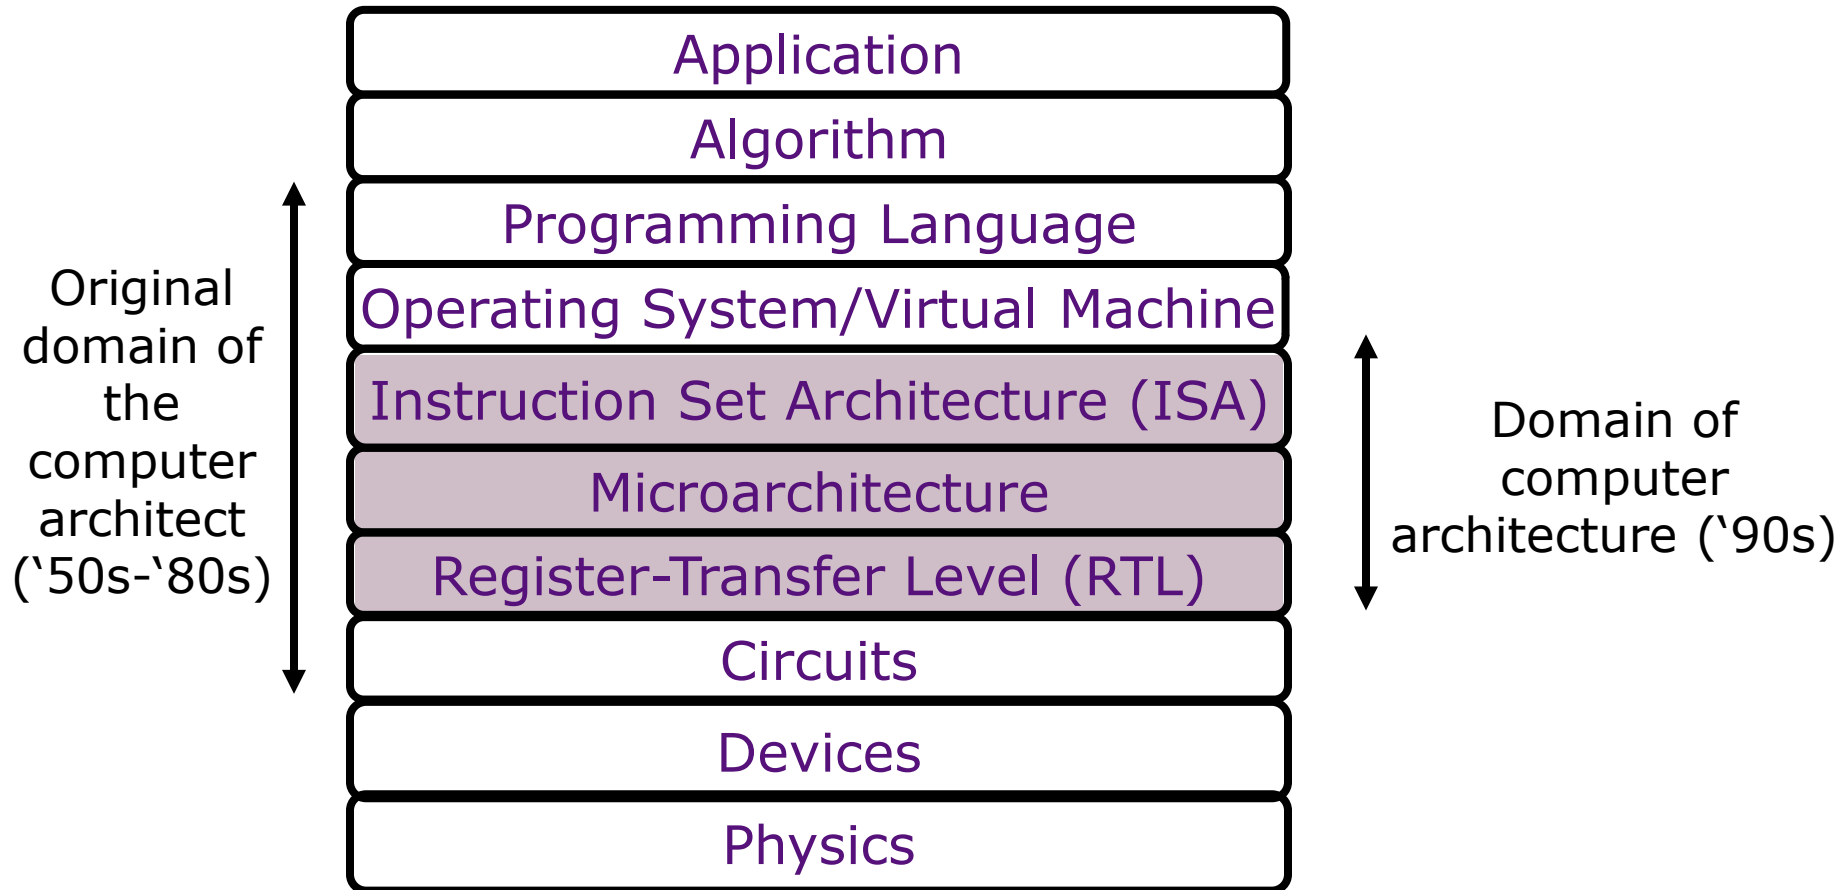 Application
Algorithm
Programming Language
Operating System/Virtual Machine
Instruction Set Architecture (ISA)
Microarchitecture
Register-Transfer Level (RTL)
Circuits
Devices
Physics
Original
domain of
the
computer
architect
(‘50s-‘80s)
Domain of
computer
architecture (‘90s)